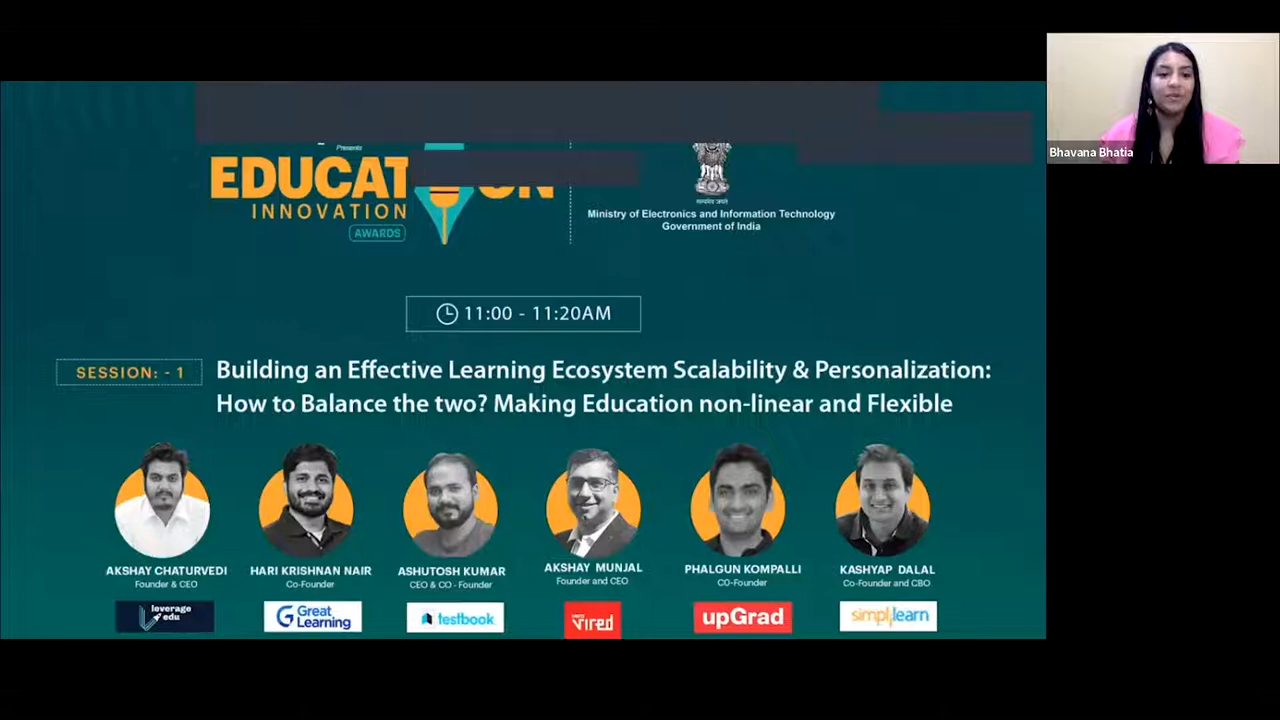 Bhavana Bhatia
Presents
EDUCAT ON
INNOVATION
AWARDS
सत्यमेव जयते
Ministry of Electronics and Information Technology
Government of India
11:00 - 11:20AM
SESSION: - 1
Building an Effective Learning Ecosystem Scalability & Personalization:
How to Balance the two? Making Education non-linear and Flexible
AKSHAY CHATURVEDI
Founder & CEO
leverage
edu
HARI KRISHNAN NAIR
Co-Founder
Great
Learning
ASHUTOSH KUMAR
CEO & CO - Founder
testbook
AKSHAY MUNJAL
Founder and CEO
Vired
PHALGUN KOMPALLI
CO-Founder
upGrad
KASHYAP DALAL
Co-Founder and CBO
simplilearn